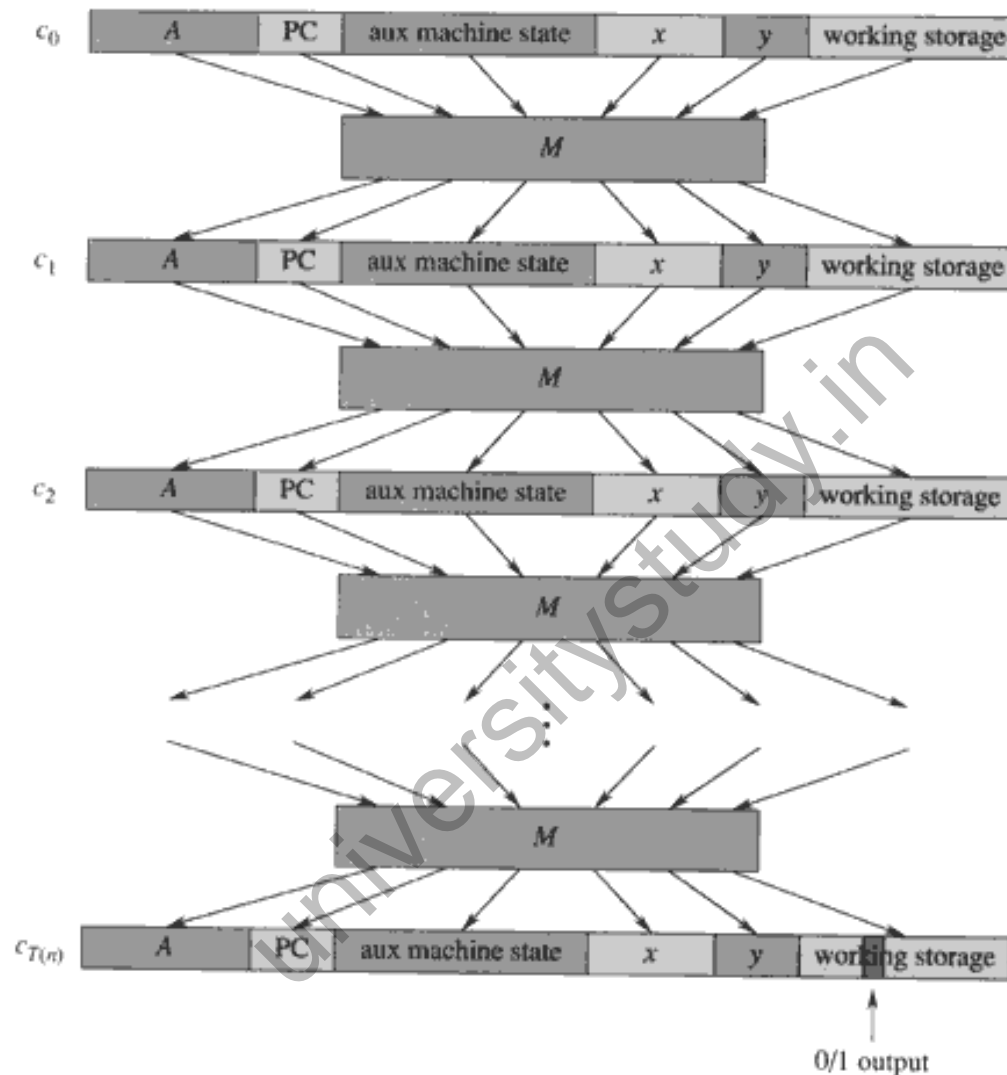 c0 A PC aux machine state x y working storage
M
c1 A PC aux machine state x y working storage
M
c2 A PC aux machine state x y working storage
M
M
cT(n) A PC aux machine state x y working storage
0/1 output
universitystudy.in